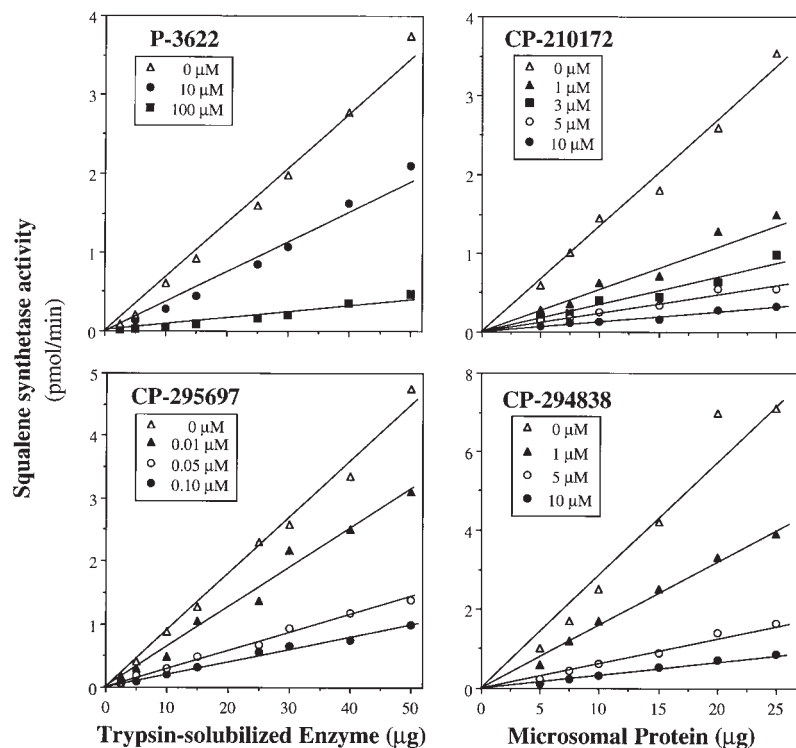 Squalene synthetase activity
(pmol/min)
P-3622
0 µM
10 µM
100 µM
4
3
2
1
0
0 10 20 30 40 50
CP-210172
0 µM
1 µM
3 µM
5 µM
10 µM
4
3
2
1
0
0 5 10 15 20 25
CP-295697
0 µM
0.01 µM
0.05 µM
0.10 µM
5
4
3
2
1
0
0 10 20 30 40 50
Trypsin-solubilized Enzyme (µg)
CP-294838
0 µM
1 µM
5 µM
10 µM
8
6
4
2
0
0 5 10 15 20 25
Microsomal Protein (µg)